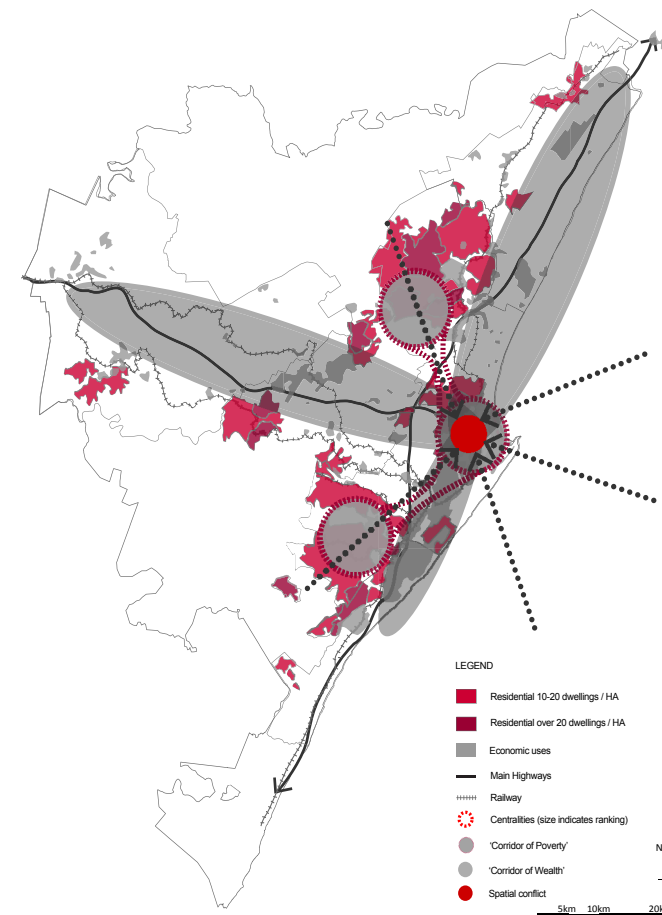 LEGEND
Residential 10-20 dwellings / HA
Residential over 20 dwellings / HA
Economic uses
Main Highways
Railway
Centralities (size indicates ranking)
'Corridor of Poverty'
N
'Corridor of Wealth'
Spatial conflict
5km 10km 20k